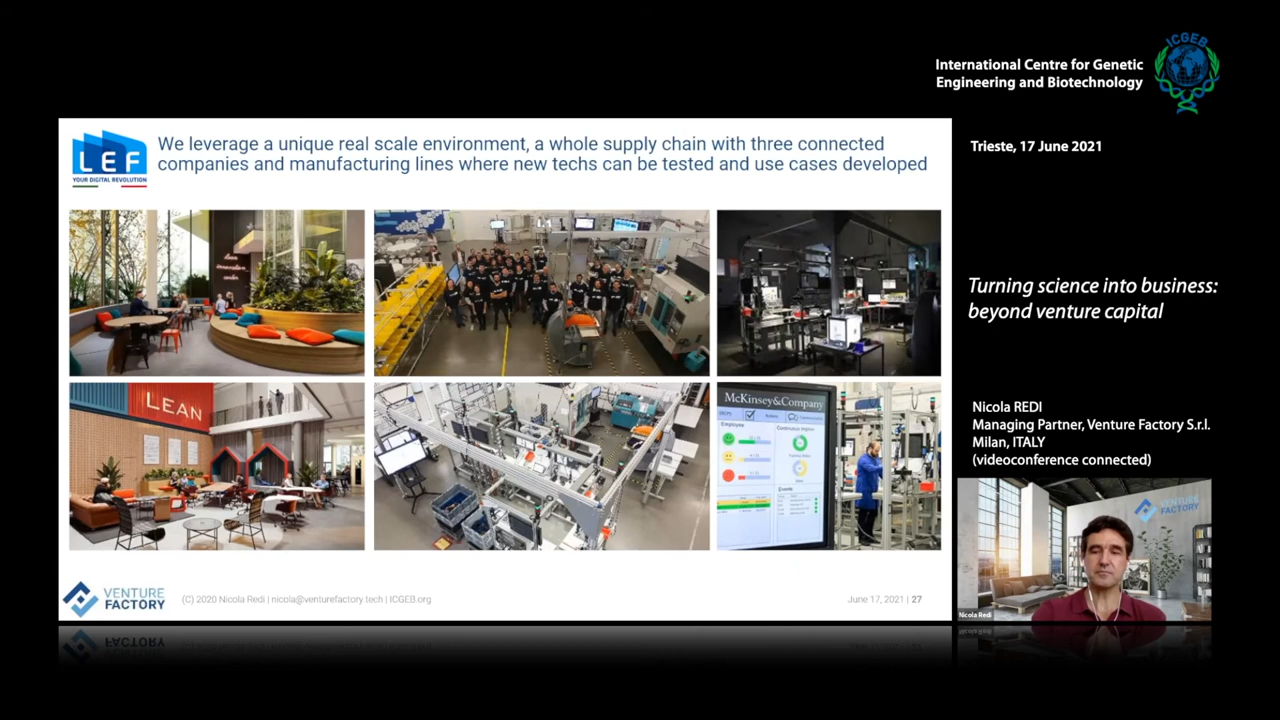 ICGEB
International Centre for Genetic
Engineering and Biotechnology
LEF
YOUR DIGITAL REVOLUTION
We leverage a unique real scale environment, a whole supply chain with three connected
companies and manufacturing lines where new techs can be tested and use cases developed
Trieste, 17 June 2021
Turning science into business:
beyond venture capital
LEAN
McKinsey&Company
Employee
Events
Nicola REDI
Managing Partner, Venture Factory S.r.l.
Milan, ITALY
(videoconference connected)
VENTURE
FACTORY
Nicola Redi
VENTURE
FACTORY
(C) 2020 Nicola Redi | nicola@venturefactory.tech | ICGEB.org
June 17, 2021 | 27